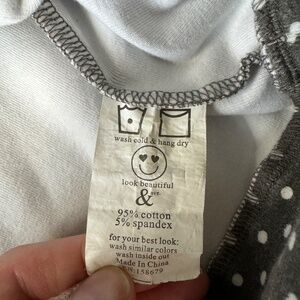 wash cold & hang dry
look beautiful
&
95% cotton
5% spandex
for your best look:
wash similar colors
wash inside out
Made In China
158679